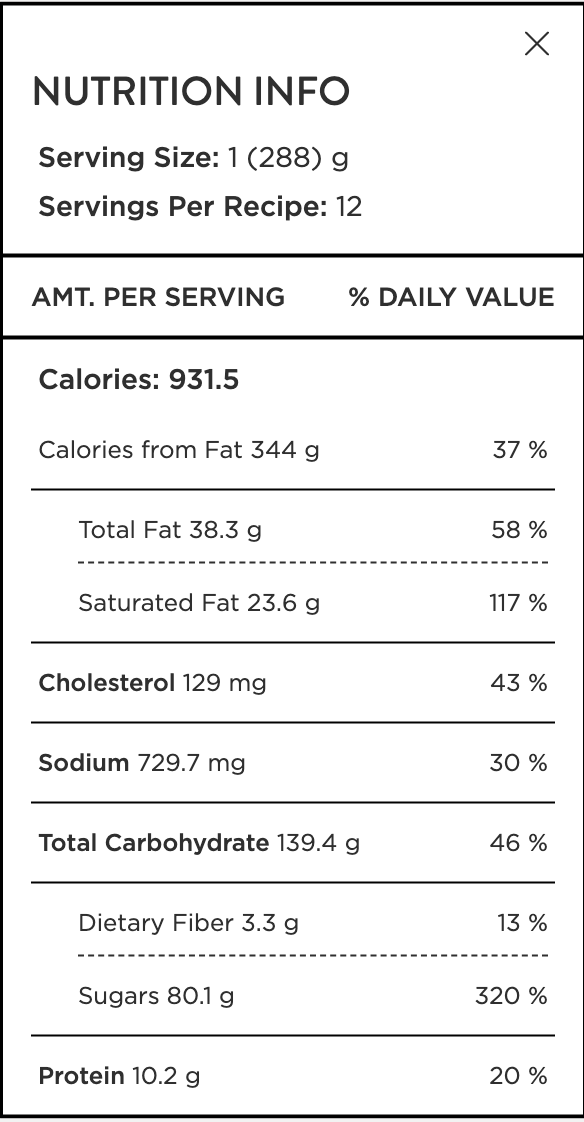 NUTRITION INFO
Serving Size: 1 (288) g
Servings Per Recipe: 12
AMT. PER SERVING % DAILY VALUE
Calories: 931.5
Calories from Fat 344 g 37 %
Total Fat 38.3 g 58 %
Saturated Fat 23.6 g 117 %
Cholesterol 129 mg 43 %
Sodium 729.7 mg 30 %
Total Carbohydrate 139.4 g 46 %
Dietary Fiber 3.3 g 13 %
Sugars 80.1 g 320 %
Protein 10.2 g 20 %